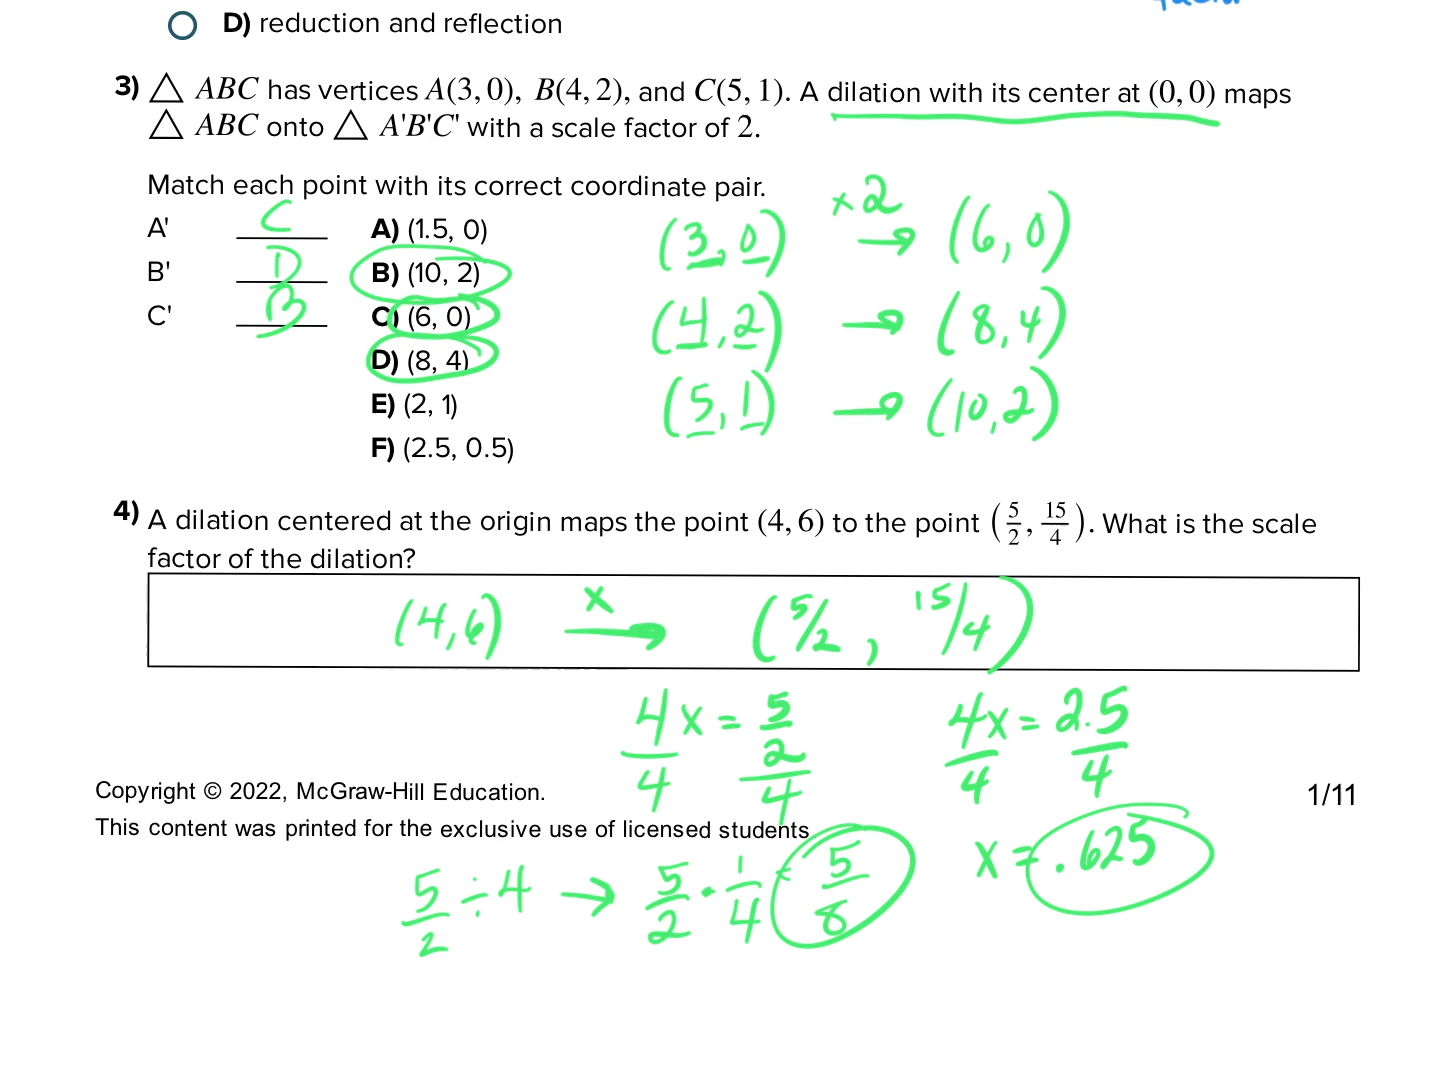 D) reduction and reflection
3) △ ABC has vertices A(3, 0), B(4, 2), and C(5, 1). A dilation with its center at (0, 0) maps
△ ABC onto △ A'B'C' with a scale factor of 2.
Match each point with its correct coordinate pair.
A' C A) (1.5, 0)
B' D B) (10, 2)
C' B C) (6, 0)
D) (8, 4)
E) (2, 1)
F) (2.5, 0.5)
(3, 0) ×2 → (6, 0)
(4, 2) → (8, 4)
(5, 1) → (10, 2)
4) A dilation centered at the origin maps the point (4, 6) to the point (5/2, 15/4). What is the scale
factor of the dilation?
(4, 6) x → (5/2, 15/4)
4x/4 = 5/2/4
4x/4 = 2.5/4
Copyright © 2022, McGraw-Hill Education. 1/11
This content was printed for the exclusive use of licensed students
5/2 ÷ 4 → 5/2 · 1/4 = 5/8
x = .625